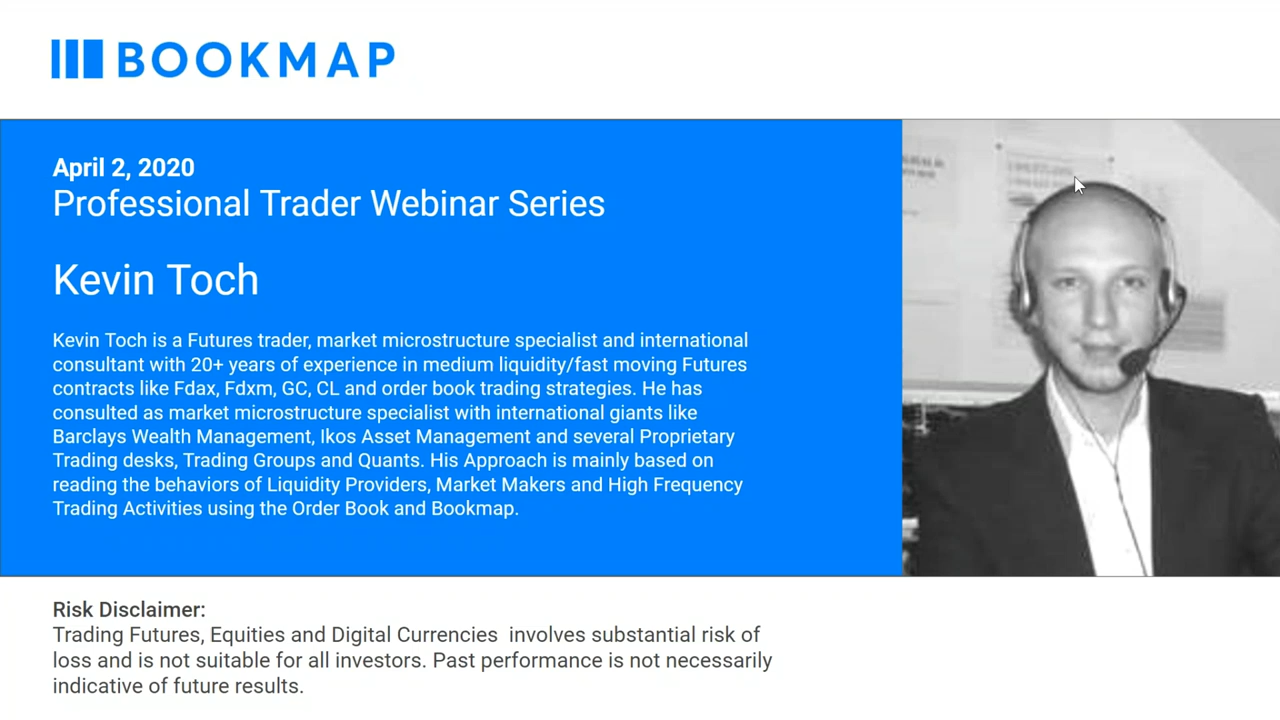 BOOKMAP
April 2, 2020
Professional Trader Webinar Series
Kevin Toch
Kevin Toch is a Futures trader, market microstructure specialist and international
consultant with 20+ years of experience in medium liquidity/fast moving Futures
contracts like Fdax, Fdxm, GC, CL and order book trading strategies. He has
consulted as market microstructure specialist with international giants like
Barclays Wealth Management, Ikos Asset Management and several Proprietary
Trading desks, Trading Groups and Quants. His Approach is mainly based on
reading the behaviors of Liquidity Providers, Market Makers and High Frequency
Trading Activities using the Order Book and Bookmap.
Risk Disclaimer:
Trading Futures, Equities and Digital Currencies  involves substantial risk of
loss and is not suitable for all investors. Past performance is not necessarily
indicative of future results.